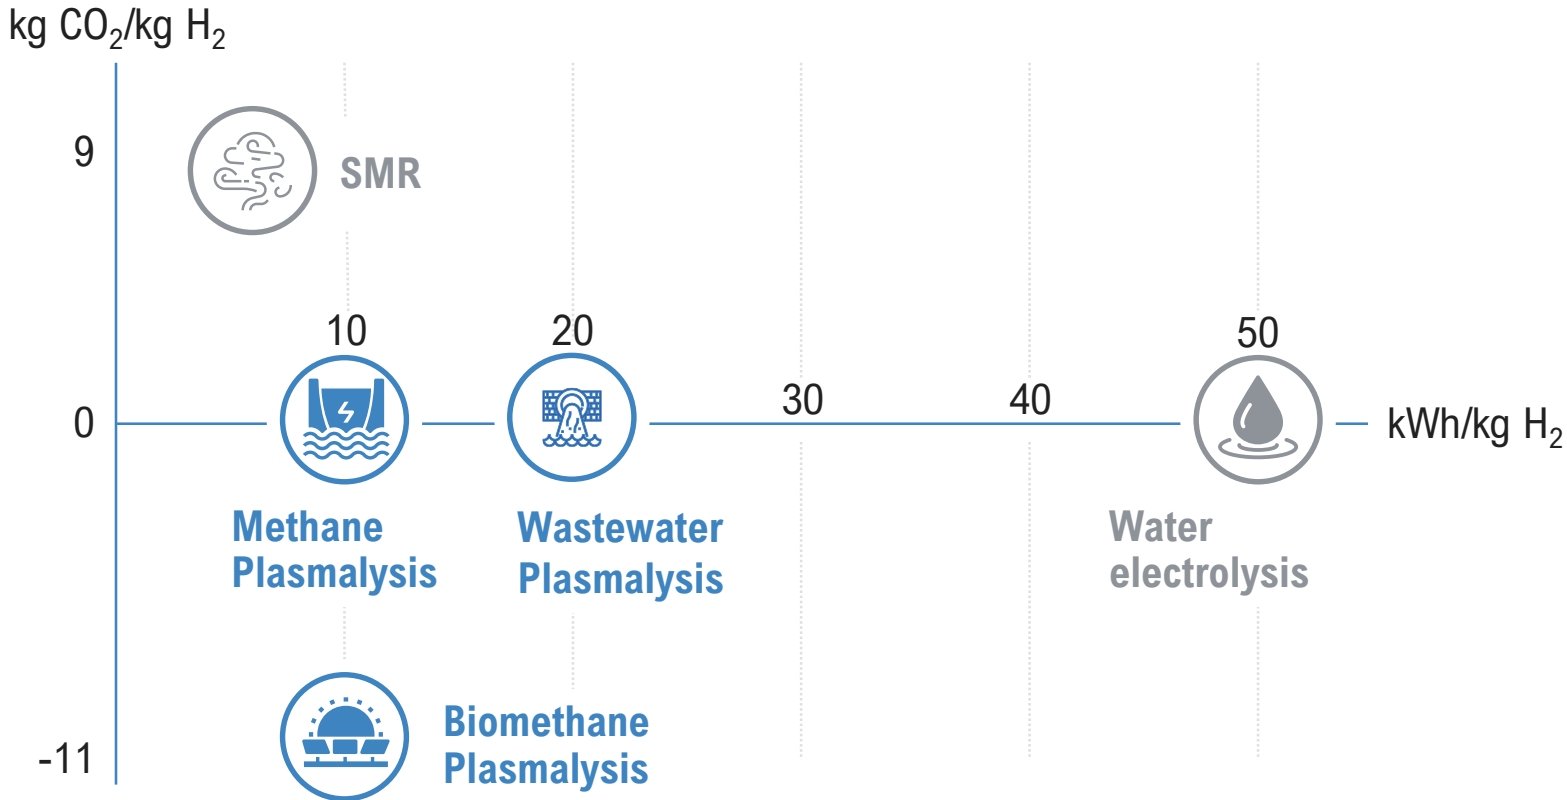 kg CO₂/kg H₂
9
SMR
10
20
50
30
40
0
kWh/kg H₂
Methane
Plasmalysis
Wastewater
Plasmalysis
Water
electrolysis
Biomethane
Plasmalysis
-11